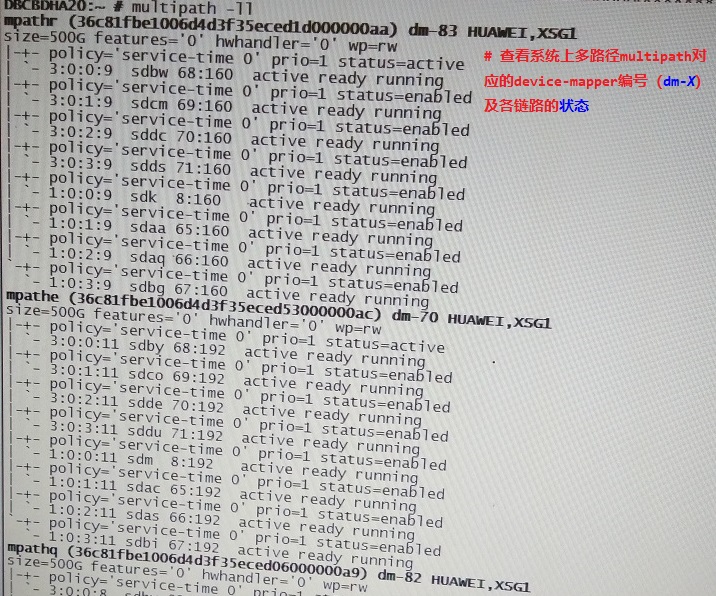 DBCBDHA20:~ # multipath -ll
mpathr (36c81fbe1006d4d3f35eced1d000000aa) dm-83 HUAWEI,XSG1
size=500G features='0' hwhandler='0' wp=rw
|-+- policy='service-time 0' prio=1 status=active
| `- 3:0:0:9 sdbw 68:160 active ready running
|-+- policy='service-time 0' prio=1 status=enabled
| `- 3:0:1:9 sdcm 69:160 active ready running
|-+- policy='service-time 0' prio=1 status=enabled
| `- 3:0:2:9 sddc 70:160 active ready running
|-+- policy='service-time 0' prio=1 status=enabled
| `- 3:0:3:9 sdds 71:160 active ready running
|-+- policy='service-time 0' prio=1 status=enabled
| `- 1:0:0:9 sdk 8:160 active ready running
|-+- policy='service-time 0' prio=1 status=enabled
| `- 1:0:1:9 sdaa 65:160 active ready running
|-+- policy='service-time 0' prio=1 status=enabled
| `- 1:0:2:9 sdaq 66:160 active ready running
`-+- policy='service-time 0' prio=1 status=enabled
`- 1:0:3:9 sdbg 67:160 active ready running
# 查看系统上多路径multipath对
应的device-mapper编号（dm-X）
及各链路的状态
mpathe (36c81fbe1006d4d3f35eced53000000ac) dm-70 HUAWEI,XSG1
size=500G features='0' hwhandler='0' wp=rw
|-+- policy='service-time 0' prio=1 status=active
| `- 3:0:0:11 sdby 68:192 active ready running
|-+- policy='service-time 0' prio=1 status=enabled
| `- 3:0:1:11 sdco 69:192 active ready running
|-+- policy='service-time 0' prio=1 status=enabled
| `- 3:0:2:11 sdde 70:192 active ready running
|-+- policy='service-time 0' prio=1 status=enabled
| `- 3:0:3:11 sddu 71:192 active ready running
|-+- policy='service-time 0' prio=1 status=enabled
| `- 1:0:0:11 sdm 8:192 active ready running
|-+- policy='service-time 0' prio=1 status=enabled
| `- 1:0:1:11 sdac 65:192 active ready running
|-+- policy='service-time 0' prio=1 status=enabled
| `- 1:0:2:11 sdas 66:192 active ready running
`-+- policy='service-time 0' prio=1 status=enabled
`- 1:0:3:11 sdbi 67:192 active ready running
mpathq (36c81fbe1006d4d3f35eced06000000a9) dm-82 HUAWEI,XSG1
size=500G features='0' hwhandler='0' wp=rw
|-+- policy='service-time 0' prio=1
3:0:0:8